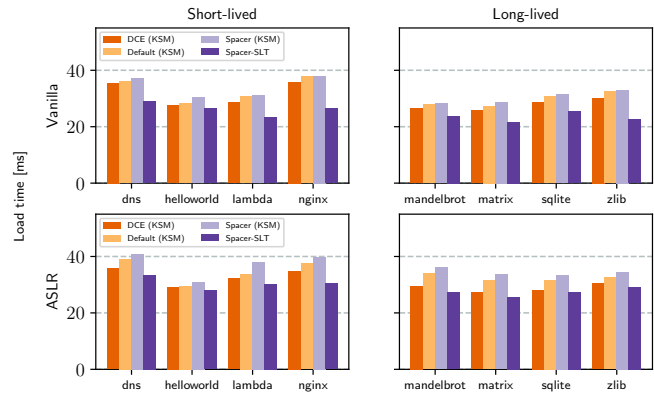 Short-lived
Long-lived
DCE (KSM)
Default (KSM)
Spacer (KSM)
Spacer-SLT
Load time [ms]
Vanilla
40
20
0
dns
helloworld
lambda
nginx
mandelbrot
matrix
sqlite
zlib
DCE (KSM)
Default (KSM)
Spacer (KSM)
Spacer-SLT
ASLR
40
20
0
dns
helloworld
lambda
nginx
mandelbrot
matrix
sqlite
zlib